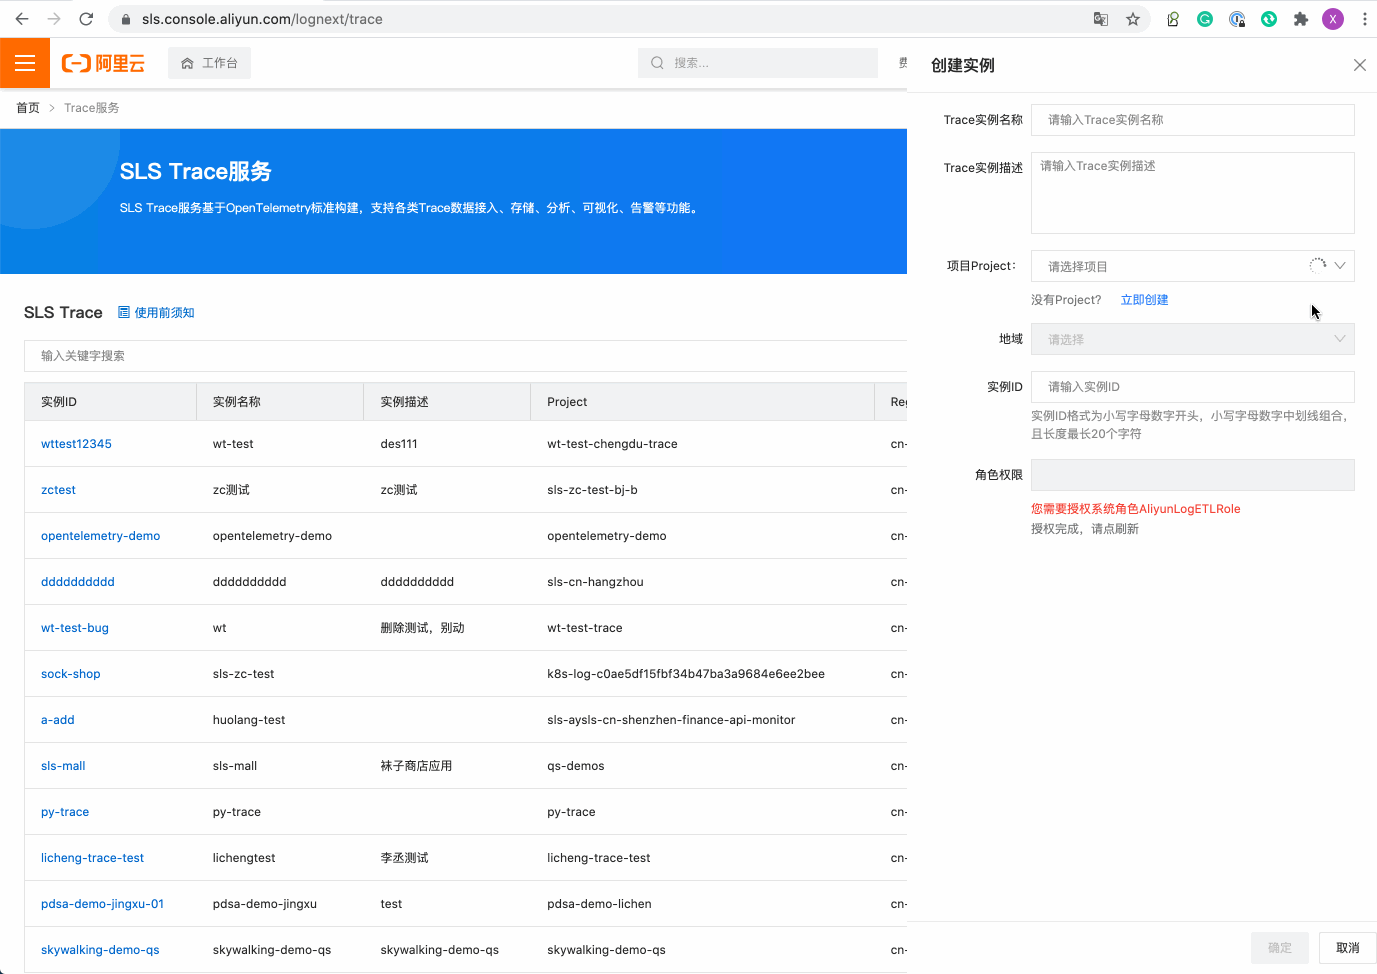 sls.console.aliyun.com/lognext/trace
X
阿里云
工作台
搜索...
创建实例
首页
Trace服务
SLS Trace服务
SLS Trace服务基于OpenTelemetry标准构建，支持各类Trace数据接入、存储、分析、可视化、告警等功能。
SLS Trace
使用前须知
输入关键字搜索
实例ID 实例名称 实例描述 Project
wttest12345 wt-test des111 wt-test-chengdu-trace cn-
zctest zc测试 zc测试 sls-zc-test-bj-b cn-
opentelemetry-demo opentelemetry-demo opentelemetry-demo cn-
dddddddddd dddddddddd dddddddddd sls-cn-hangzhou cn-
wt-test-bug wt 删除测试，别动 wt-test-trace cn-
sock-shop sls-zc-test k8s-log-c0ae5df15fbf34b47ba3a9684e6ee2bee cn-
a-add huolang-test sls-aysls-cn-shenzhen-finance-api-monitor cn-
sls-mall sls-mall 袜子商店应用 qs-demos cn-
py-trace py-trace py-trace cn-
licheng-trace-test lichengtest 李丞测试 licheng-trace-test cn-
pdsa-demo-jingxu-01 pdsa-demo-jingxu test pdsa-demo-lichen cn-
skywalking-demo-qs skywalking-demo-qs skywalking-demo-qs skywalking-demo-qs cn-
Trace实例名称 请输入Trace实例名称
Trace实例描述 请输入Trace实例描述
项目Project： 请选择项目
没有Project? 立即创建
地域 请选择
实例ID 请输入实例ID
实例ID格式为小写字母数字开头，小写字母数字中划线组合，
且长度最长20个字符
角色权限
您需要授权系统角色AliyunLogETLRole
授权完成，请点刷新
确定 取消